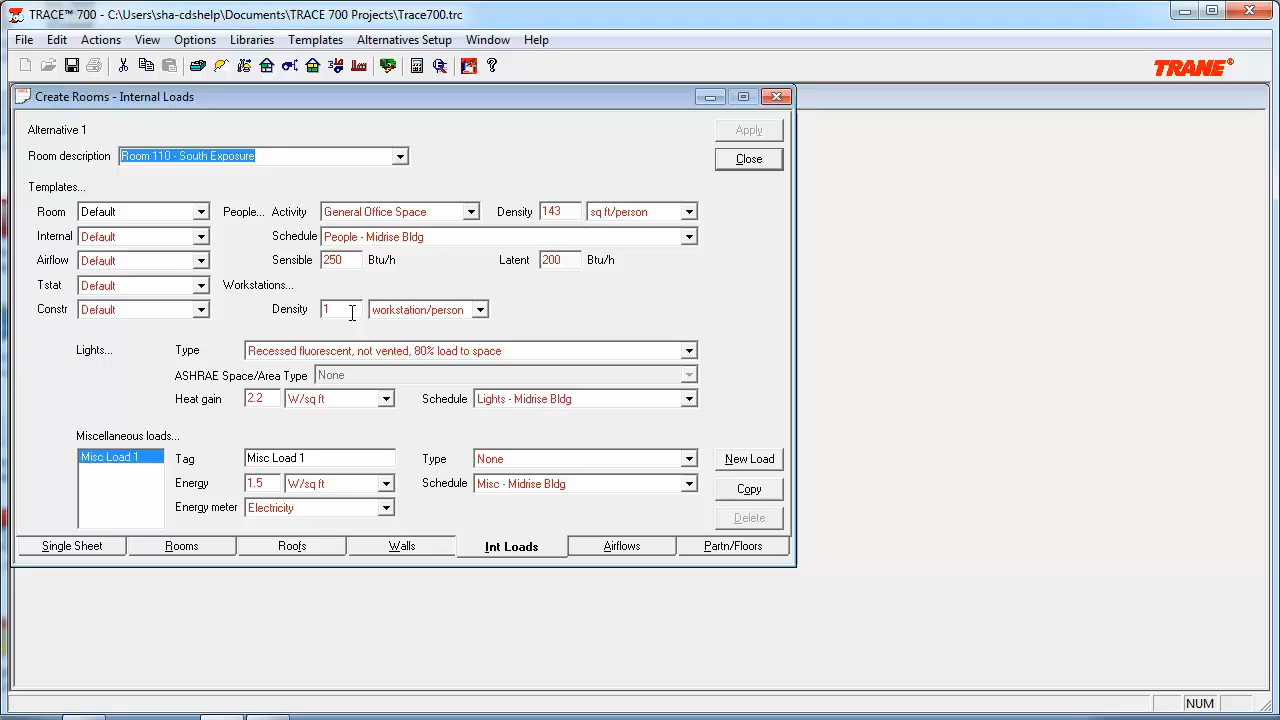 TRACE™ 700 - C:\Users\sha-cdshelp\Documents\TRACE 700 Projects\Trace700.trc
File Edit Actions View Options Libraries Templates Alternatives Setup Window Help
TRANE®
Create Rooms - Internal Loads
Alternative 1
Apply
Room description Room 110 - South Exposure
Close
Templates...
Room Default People... Activity General Office Space Density 143 sq ft/person
Internal Default Schedule People - Midrise Bldg
Airflow Default Sensible 250 Btu/h Latent 200 Btu/h
Tstat Default Workstations...
Constr Default Density 1 workstation/person
Lights... Type Recessed fluorescent, not vented, 80% load to space
ASHRAE Space/Area Type None
Heat gain 2.2 W/sq ft Schedule Lights - Midrise Bldg
Miscellaneous loads...
Misc Load 1 Tag Misc Load 1 Type None New Load
Energy 1.5 W/sq ft Schedule Misc - Midrise Bldg Copy
Energy meter Electricity Delete
Single Sheet Rooms Roofs Walls Int Loads Airflows Partn/Floors
NUM